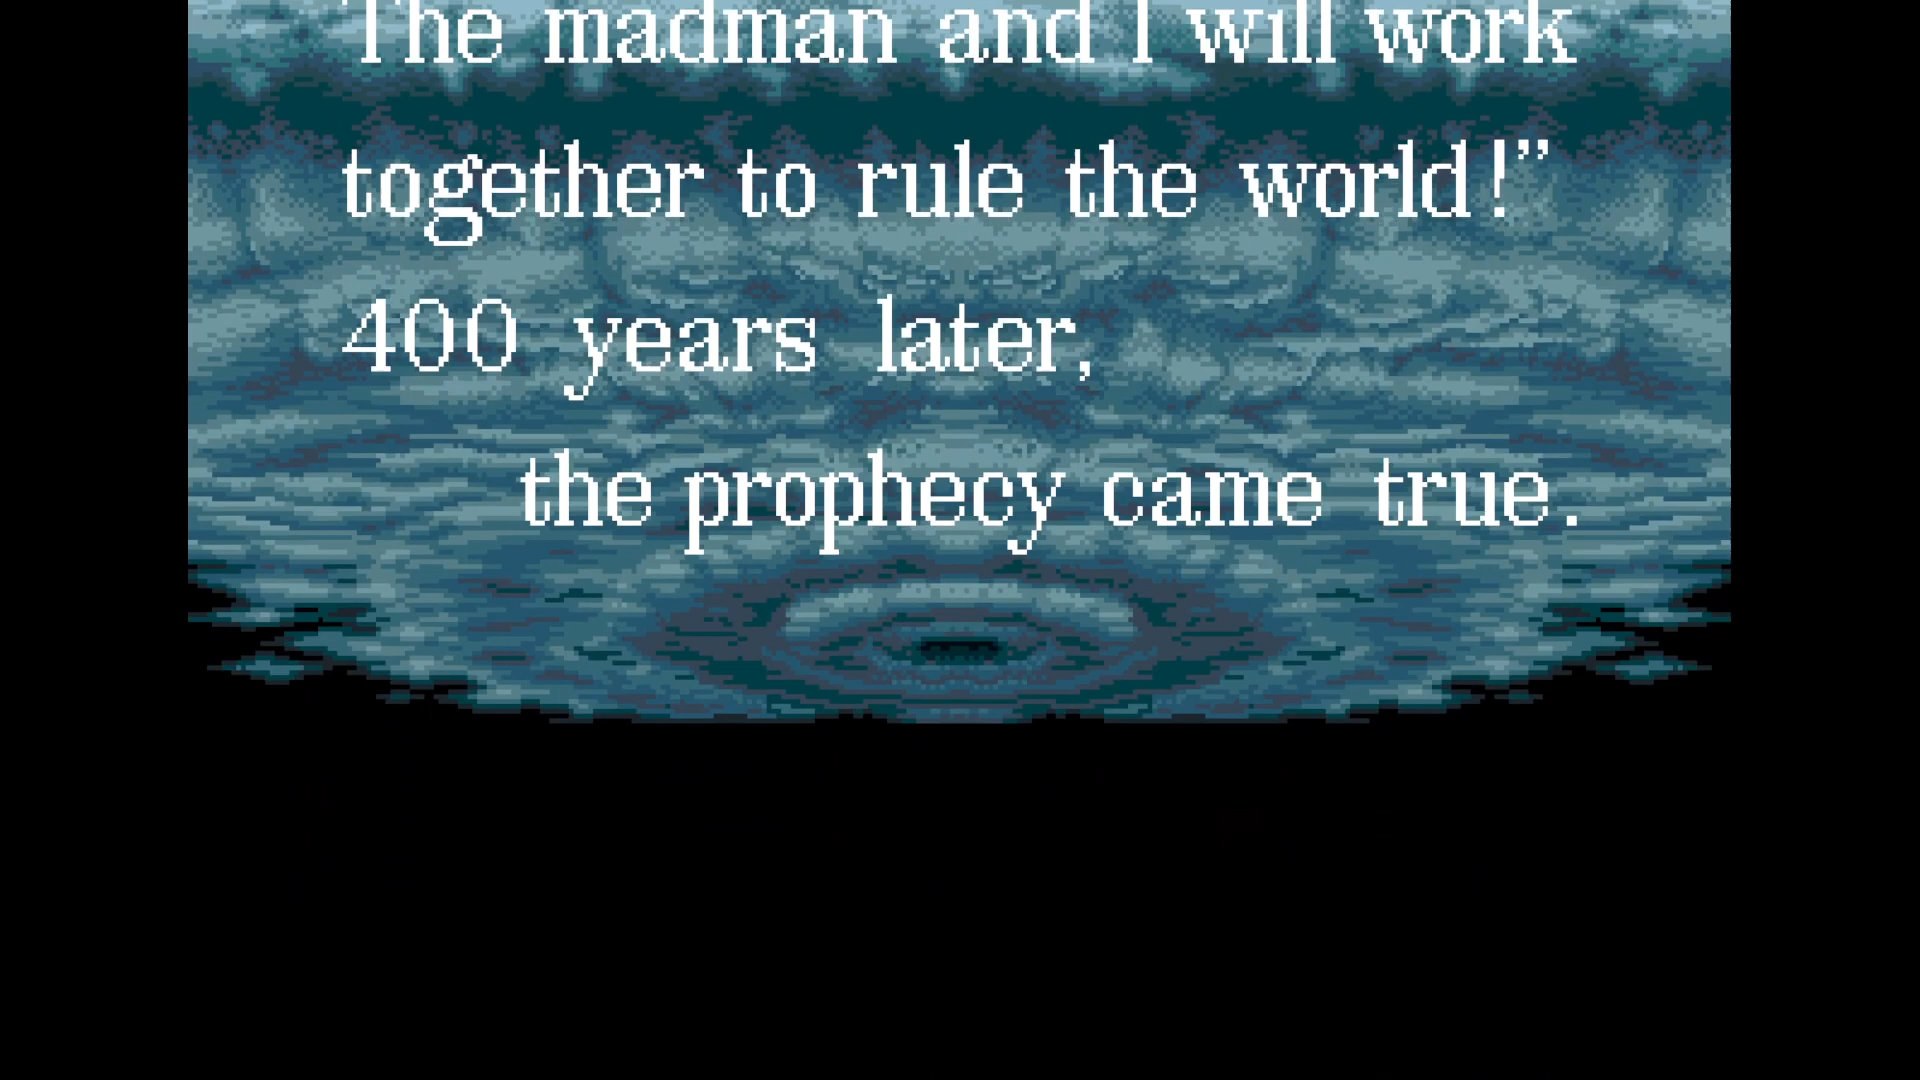 The madman and I will work
together to rule the world!”
400 years later,
the prophecy came true.